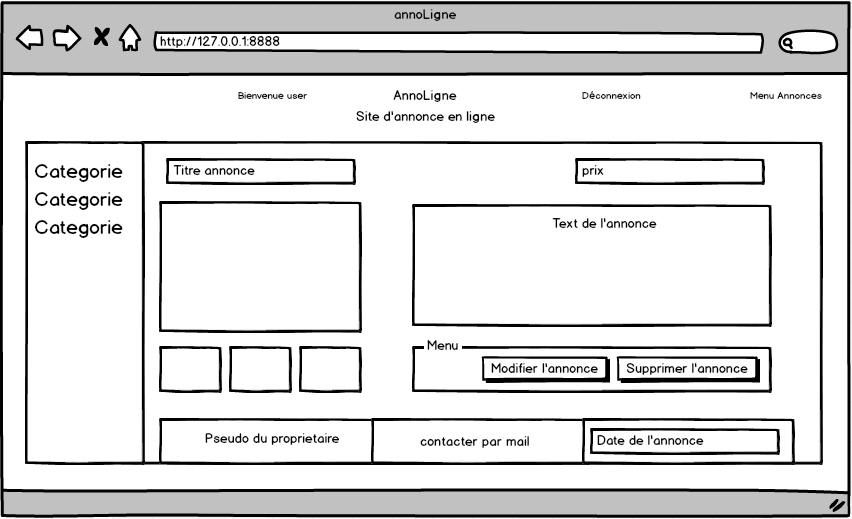 annoLigne
http://127.0.0.1:8888
Bienvenue user
AnnoLigne
Déconnexion
Menu Annonces
Site d'annonce en ligne
Categorie
Categorie
Categorie
Titre annonce
prix
Text de l'annonce
Menu
Modifier l'annonce
Supprimer l'annonce
Pseudo du proprietaire
contacter par mail
Date de l'annonce